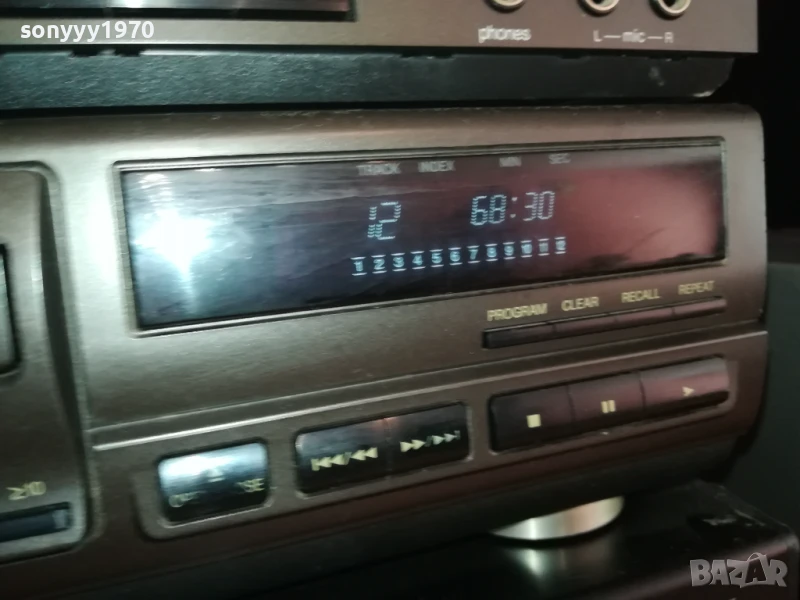 sonyyy1970
phones
L — mic — R
TRACK INDEX MIN SEC
12 68:30
1 2 3 4 5 6 7 8 9 10 11 12
PROGRAM CLEAR RECALL REPEAT
≥10
BAZAR